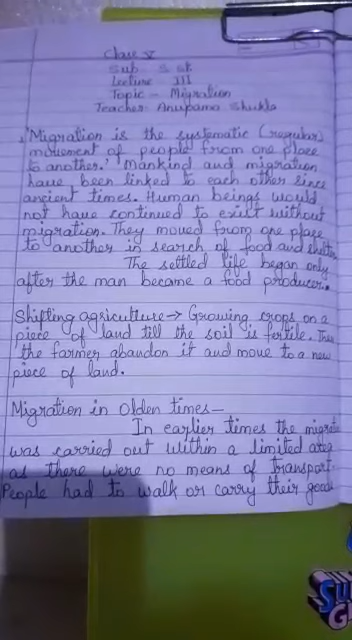 Class V
Sub S. St
Lecture III
Topic - Migration
Teacher: Anupama Shukla
'Migration is the systematic (regular)
movement of people from one place
to another.' Mankind and migration
have been linked to each other since
ancient times. Human beings would
not have continued to exist without
migration. They moved from one place
to another in search of food and shelter.
The settled life began only
after the man became a food producer.
Shifting agriculture → Growing crops on a
piece of land till the soil is fertile. Then
the farmer abandon it and move to a new
piece of land.
Migration in Olden times—
In earlier times the
was carried out within a limited area
as there were no means of transport.
People had to walk or carry their